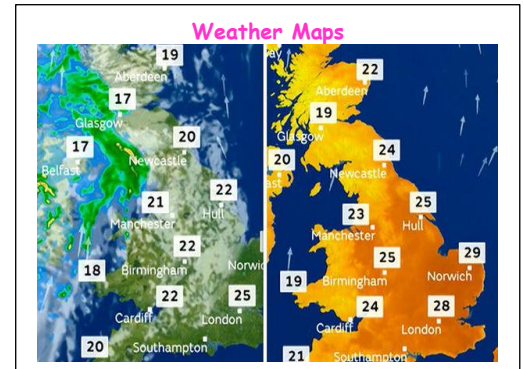 Weather Maps
19
Aberdeen
17
Glasgow
17
Belfast
20
Newcastle
21
Manchester
22
Hull
22
Birmingham
18
22
Cardiff
25
London
20
Southampton
22
Aberdeen
19
Glasgow
20
24
Newcastle
23
Manchester
25
Hull
25
Birmingham
29
Norwich
19
24
Cardiff
28
London
21
Southampton